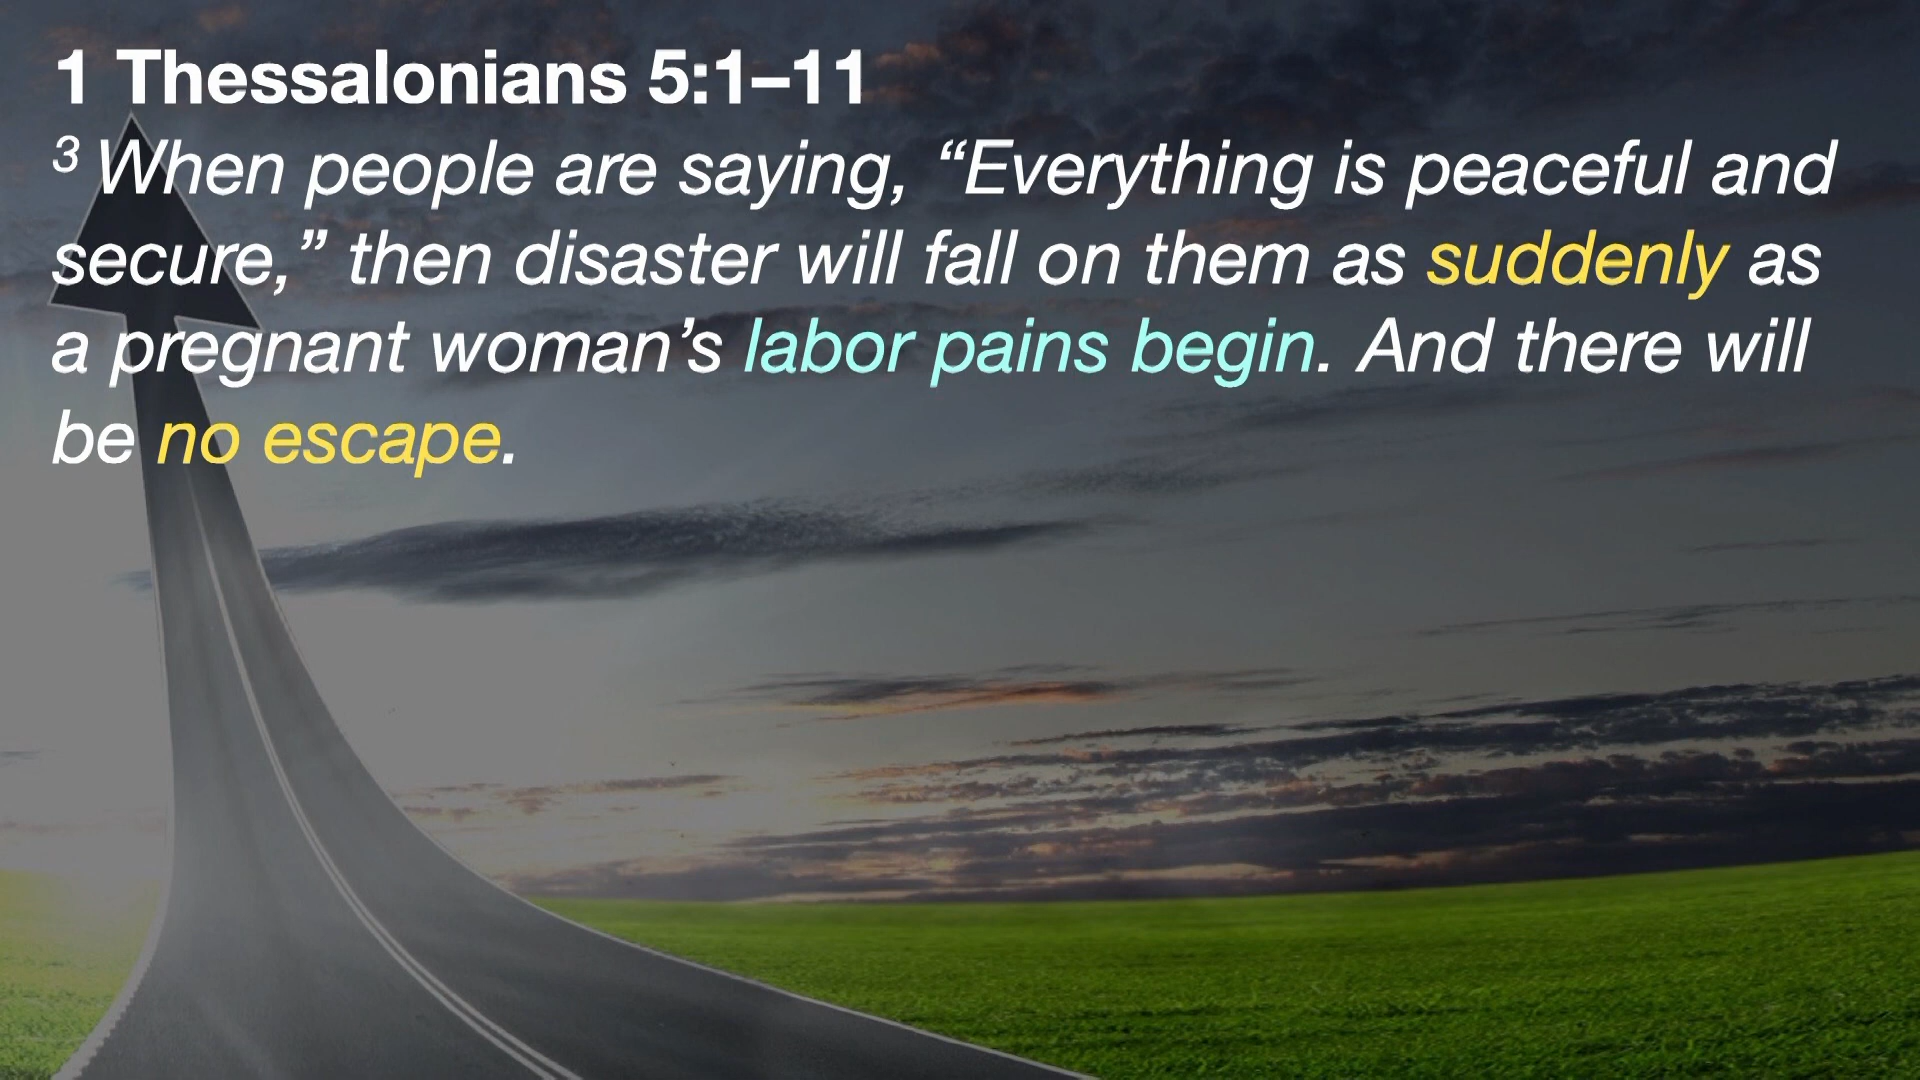 1 Thessalonians 5:1–11
³ When people are saying, “Everything is peaceful and
secure,” then disaster will fall on them as suddenly as
a pregnant woman’s labor pains begin. And there will
be no escape.